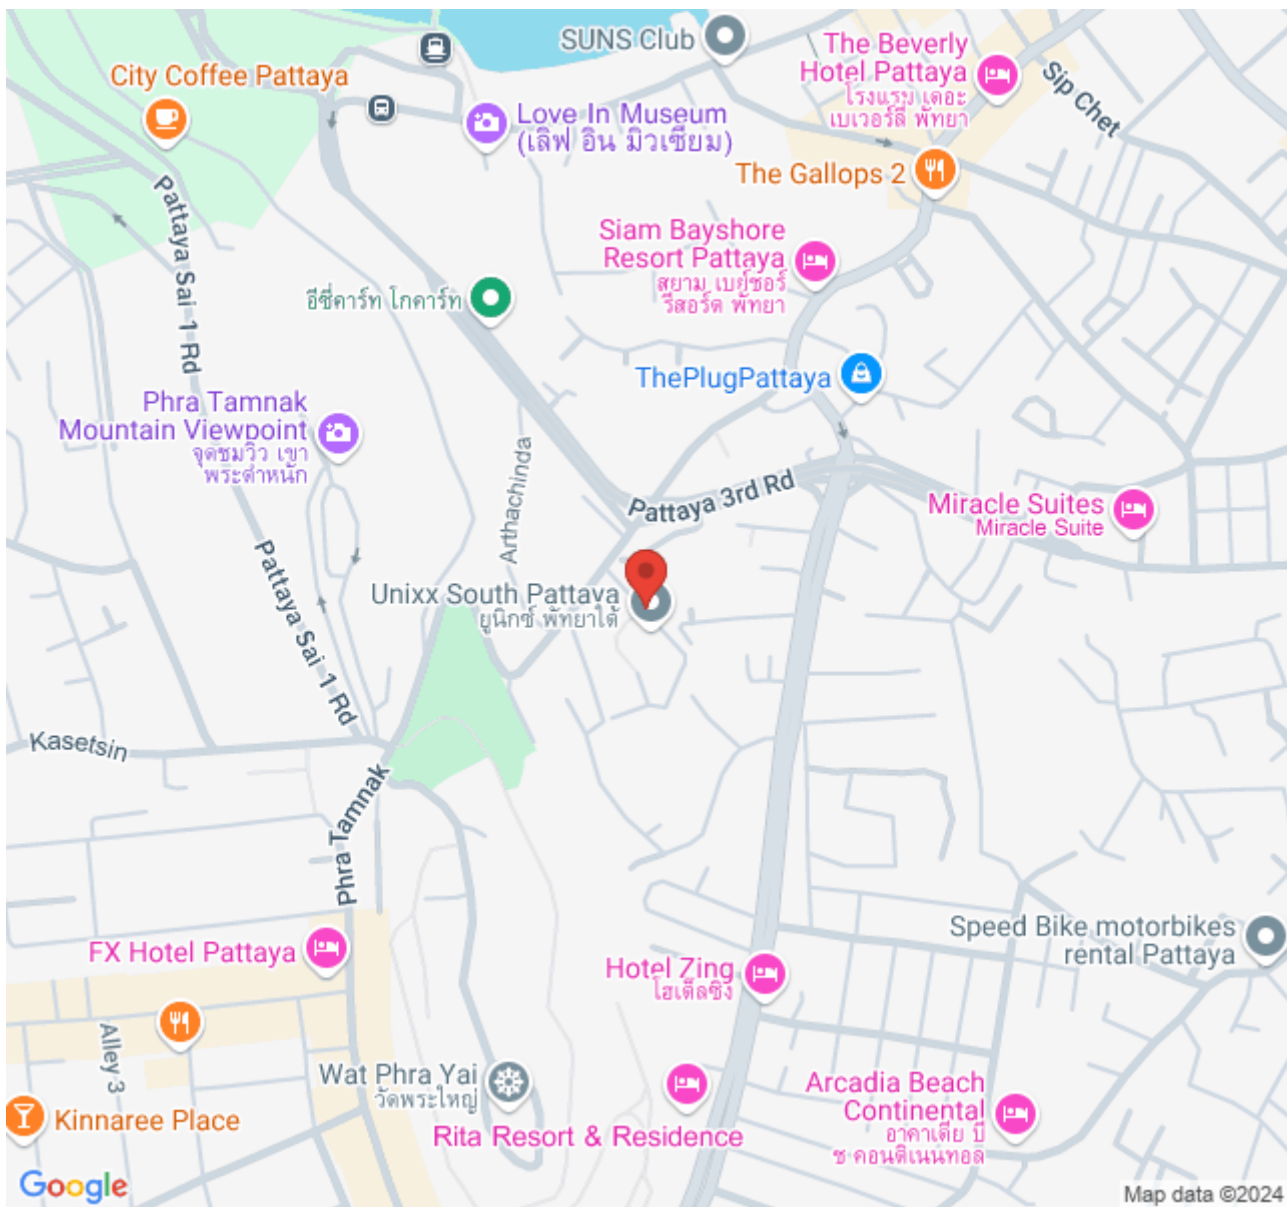 SUNS Club
The Beverly
Hotel Pattaya
โรงแรม เดอะ
เบเวอร์ลี่ พัทยา
Sip Chet
City Coffee Pattaya
Love In Museum
(เลิฟ อิน มิวเซียม)
The Gallops 2
Pattaya Sai 1 Rd
Siam Bayshore
Resort Pattaya
สยาม เบย์ชอร์
รีสอร์ต พัทยา
อีซี่คาร์ท โกคาร์ท
ThePlugPattaya
Phra Tamnak
Mountain Viewpoint
จุดชมวิว เขา
พระตำหนัก
Arthachinda
Pattaya 3rd Rd
Miracle Suites
Miracle Suite
Pattaya Sai 1 Rd
Unixx South Pattaya
ยูนิกซ์ พัทยาใต้
Kasetsin
Phra Tamnak
FX Hotel Pattaya
Speed Bike motorbikes
rental Pattaya
Hotel Zing
โฮเต็ลซิง
Alley 3
Wat Phra Yai
วัดพระใหญ่
Arcadia Beach
Continental
อาคาเดีย บี
ช คอนติเนนทอล
Kinnaree Place
Rita Resort & Residence
Google
Map data ©2024